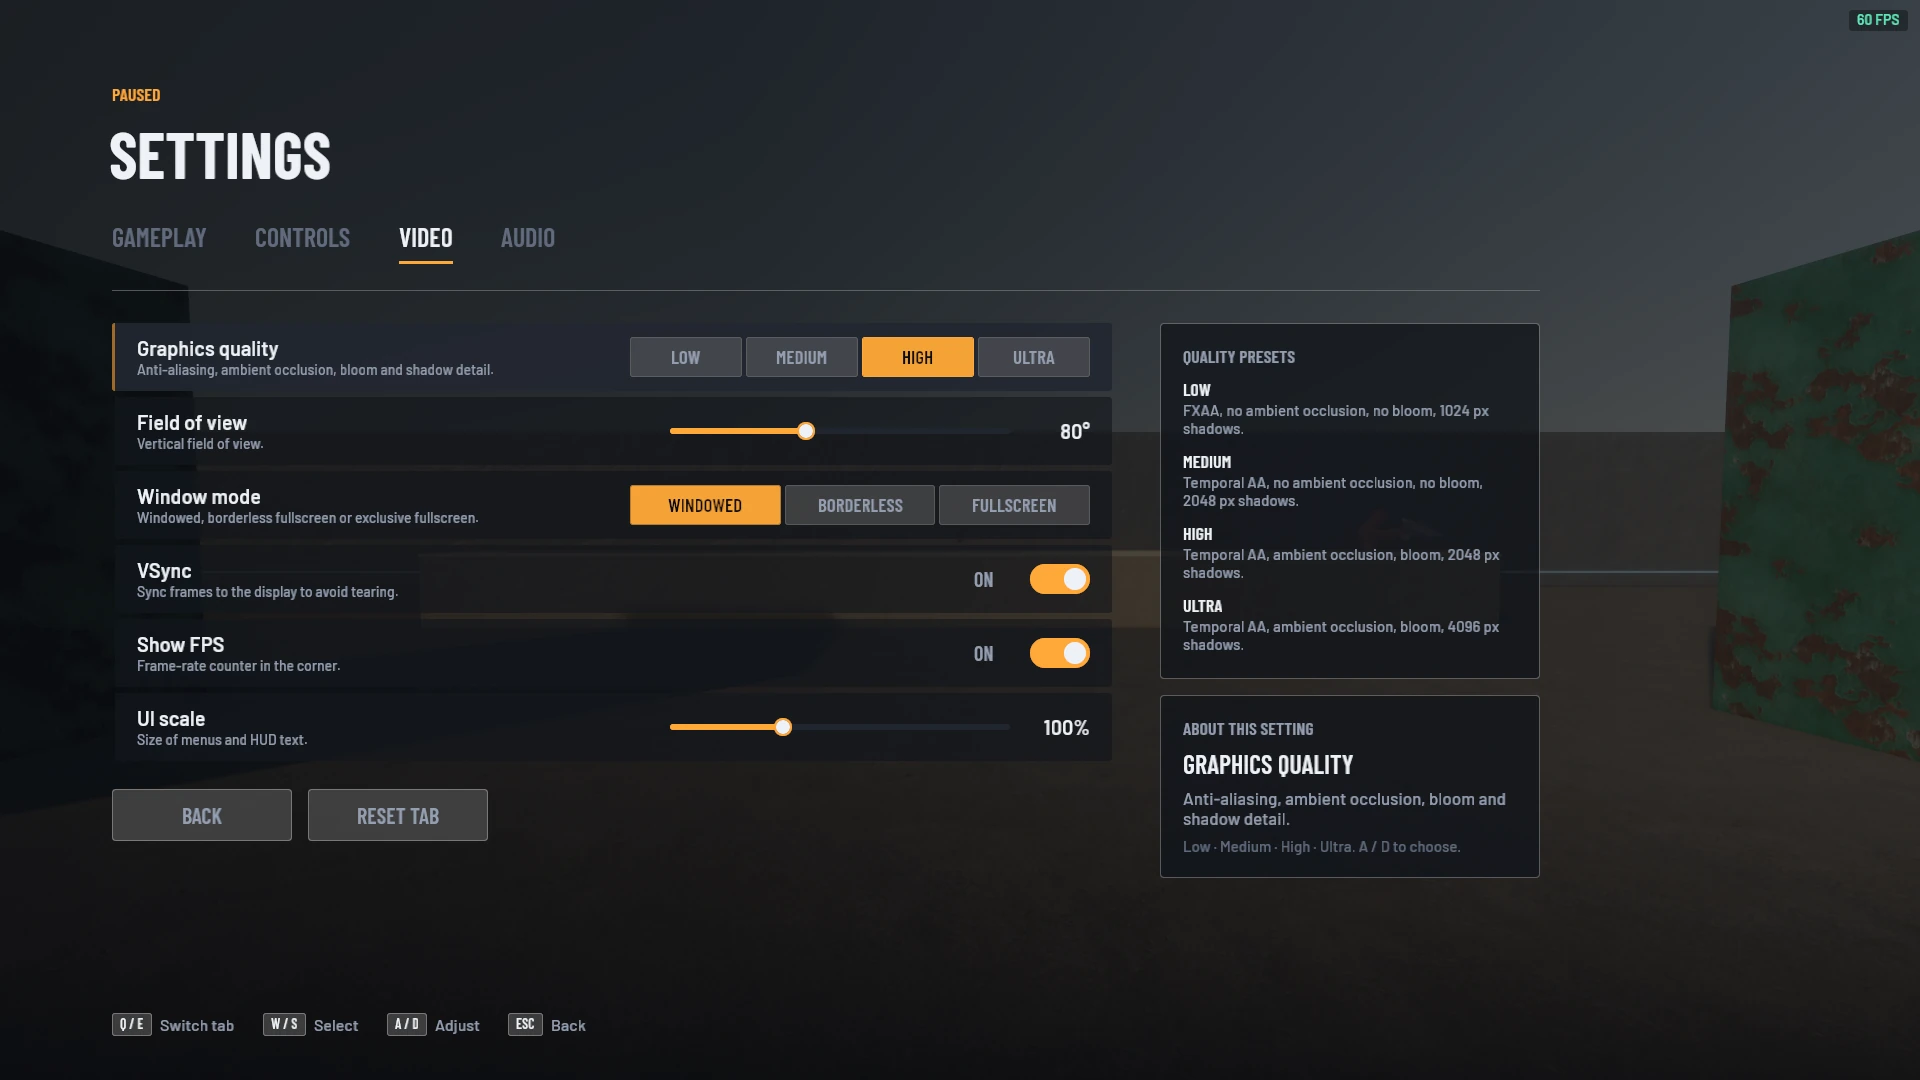 60 FPS
PAUSED
SETTINGS
GAMEPLAY CONTROLS VIDEO AUDIO
Graphics quality
Anti-aliasing, ambient occlusion, bloom and shadow detail.
LOW MEDIUM HIGH ULTRA
Field of view
Vertical field of view.
80°
Window mode
Windowed, borderless fullscreen or exclusive fullscreen.
WINDOWED BORDERLESS FULLSCREEN
VSync
Sync frames to the display to avoid tearing.
ON
Show FPS
Frame-rate counter in the corner.
ON
UI scale
Size of menus and HUD text.
100%
BACK RESET TAB
QUALITY PRESETS
LOW
FXAA, no ambient occlusion, no bloom, 1024 px
shadows.
MEDIUM
Temporal AA, no ambient occlusion, no bloom,
2048 px shadows.
HIGH
Temporal AA, ambient occlusion, bloom, 2048 px
shadows.
ULTRA
Temporal AA, ambient occlusion, bloom, 4096 px
shadows.
ABOUT THIS SETTING
GRAPHICS QUALITY
Anti-aliasing, ambient occlusion, bloom and
shadow detail.
Low · Medium · High · Ultra. A / D to choose.
Q / E Switch tab W / S Select A / D Adjust ESC Back